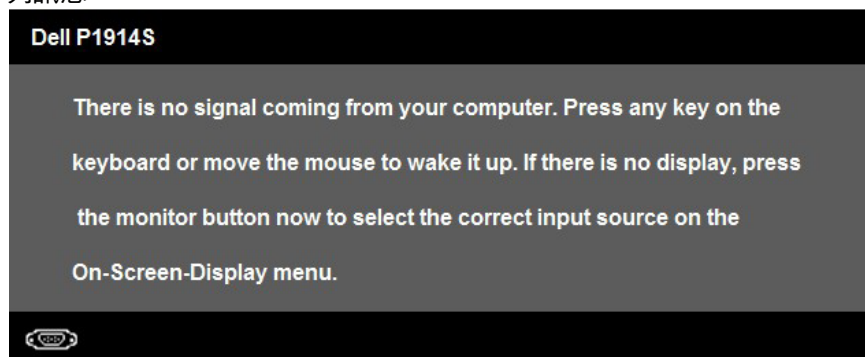 Dell P1914S
There is no signal coming from your computer. Press any key on the
keyboard or move the mouse to wake it up. If there is no display, press
the monitor button now to select the correct input source on the
On-Screen-Display menu.